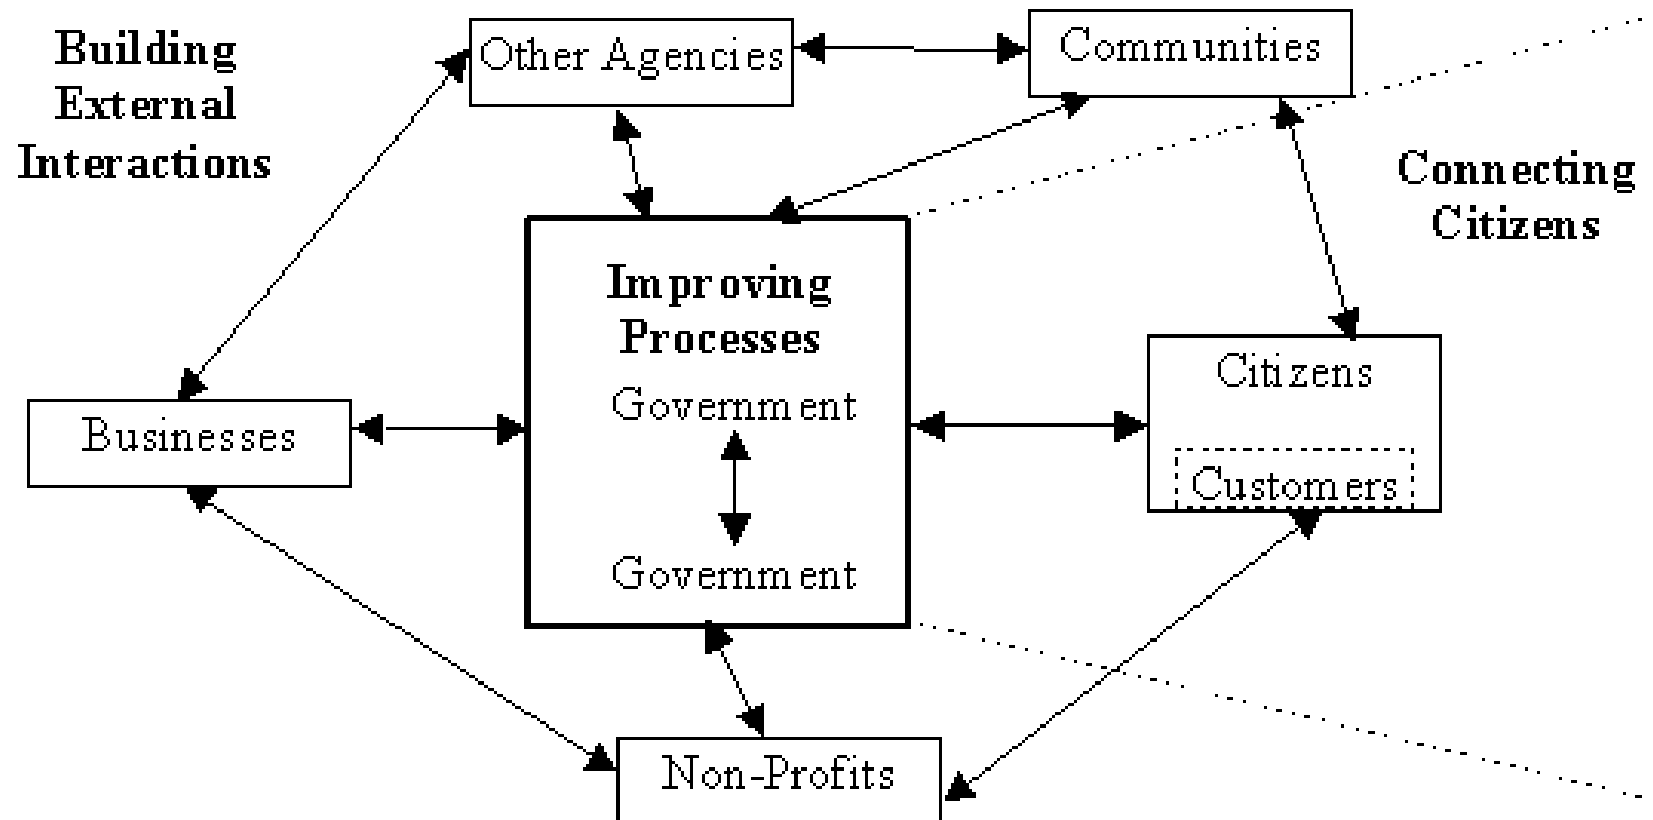 Building
External
Interactions
Other Agencies
Communities
Connecting
Citizens
Improving
Processes
Government
Government
Businesses
Citizens
Customers
Non-Profits